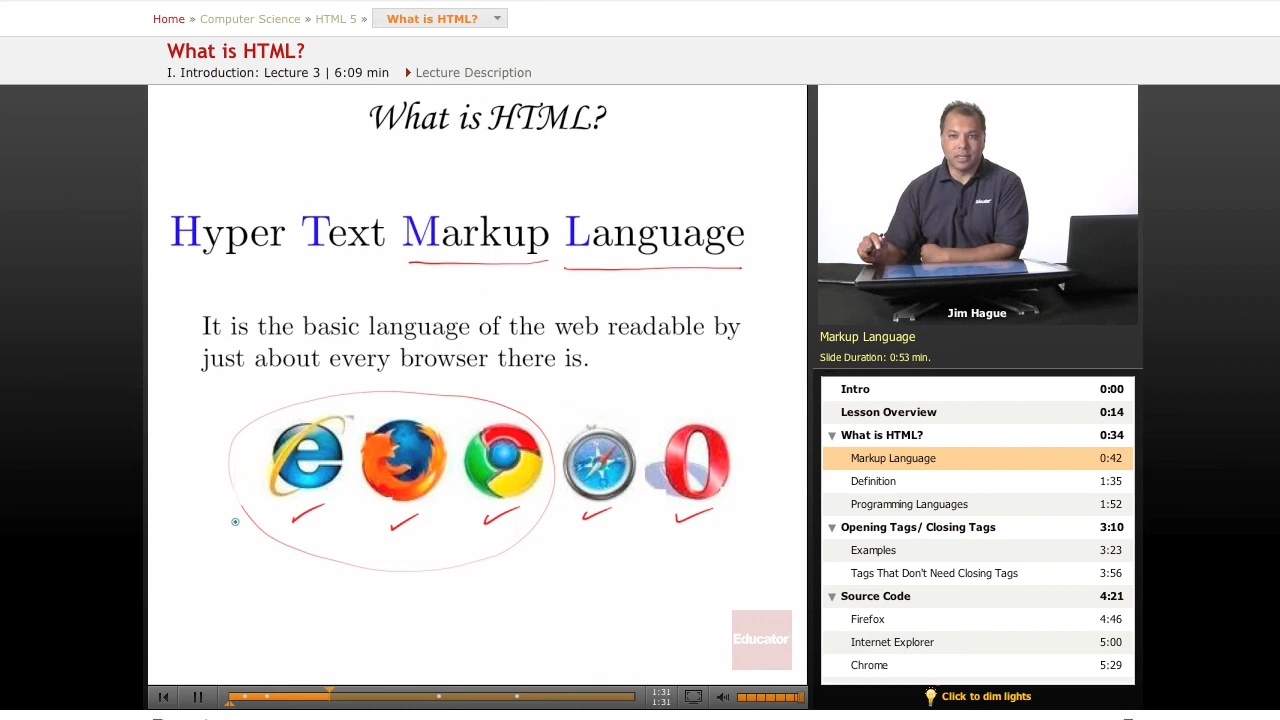 Home » Computer Science » HTML 5 » What is HTML?
What is HTML?
I. Introduction: Lecture 3 | 6:09 min Lecture Description
What is HTML?
Hyper Text Markup Language
It is the basic language of the web readable by
just about every browser there is.
Educator
Educator
Jim Hague
Markup Language
Slide Duration: 0:53 min.
Intro 0:00
Lesson Overview 0:14
What is HTML? 0:34
Markup Language 0:42
Definition 1:35
Programming Languages 1:52
Opening Tags/ Closing Tags 3:10
Examples 3:23
Tags That Don't Need Closing Tags 3:56
Source Code 4:21
Firefox 4:46
Internet Explorer 5:00
Chrome 5:29
1:31
1:31
Click to dim lights